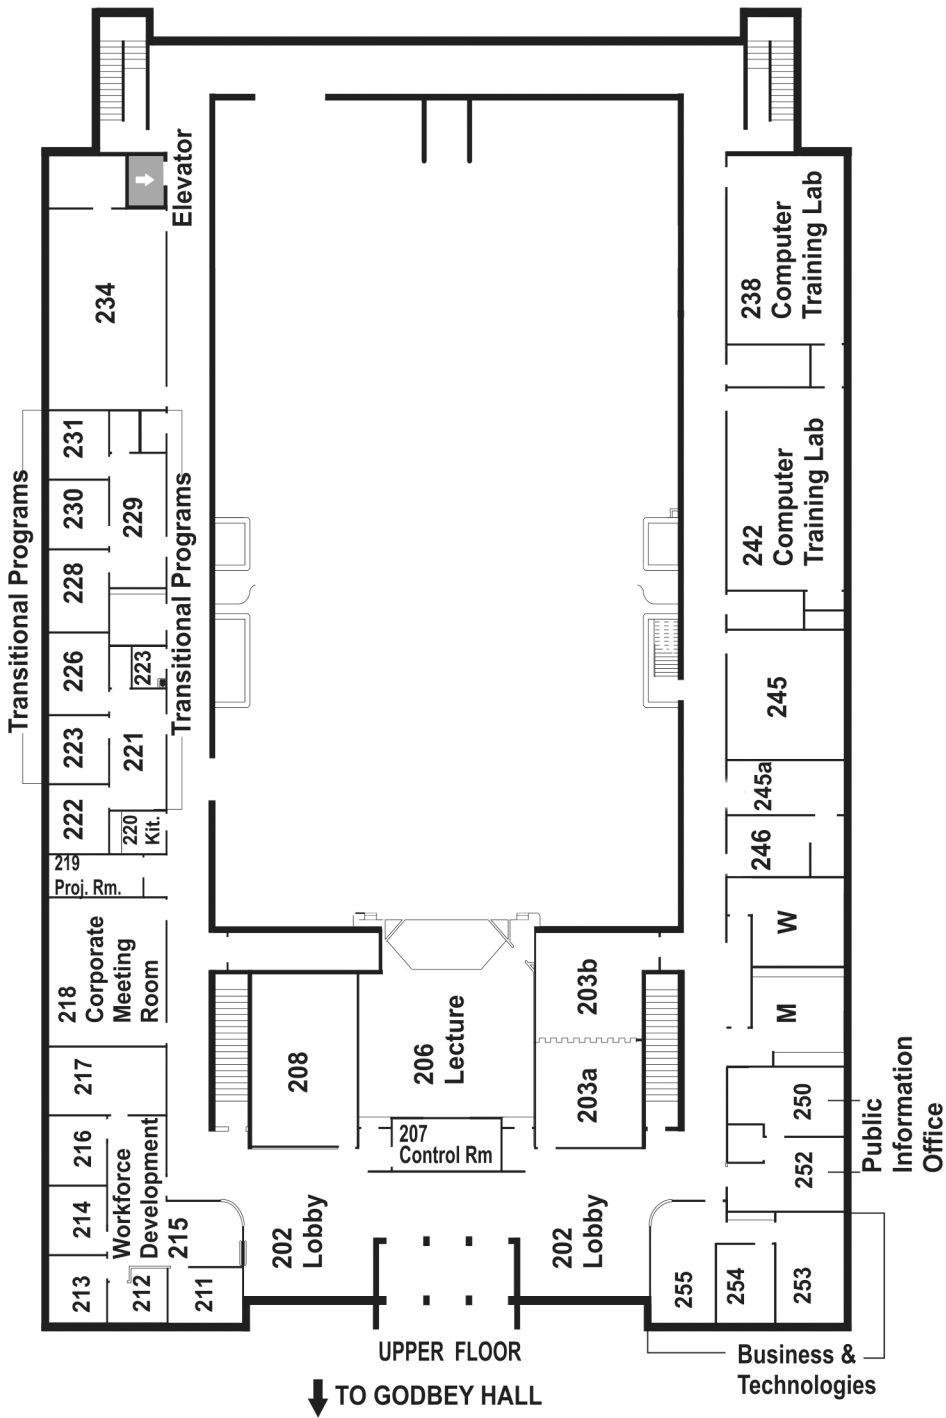 Elevator
234
238
Computer
Training Lab
Transitional Programs
231
230
229
228
Transitional Programs
242
Computer
Training Lab
226
223
223
221
245
245a
222
220
Kit.
246
219
Proj. Rm.
W
218
Corporate
Meeting
Room
M
206
Lecture
203b
208
203a
217
250
Public
Information
Office
207
Control Rm
216
Workforce
Development
252
214
215
202
Lobby
202
Lobby
213
212
211
255
254
253
UPPER FLOOR
Business &
Technologies
TO GODBEY HALL